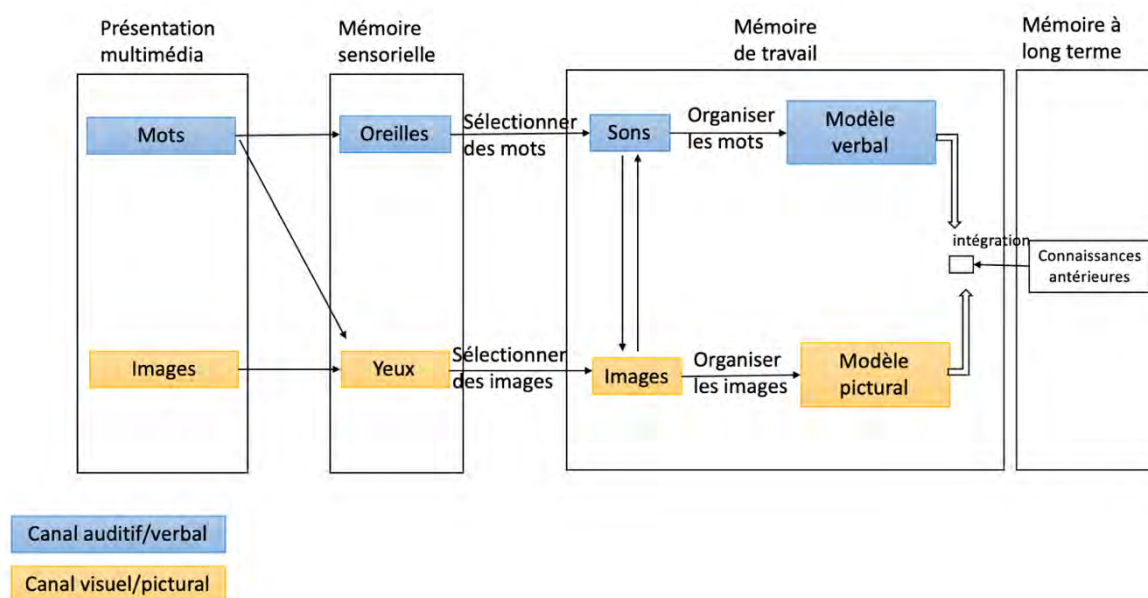 Présentation
multimédia
Mémoire
sensorielle
Mémoire
de travail
Mémoire à
long terme
Mots
Oreilles
Sélectionner
des mots
Sons
Organiser
les mots
Modèle
verbal
intégration
Connaissances
antérieures
Images
Yeux
Sélectionner
des images
Images
Organiser
les images
Modèle
pictural
Canal auditif/verbal
Canal visuel/pictural